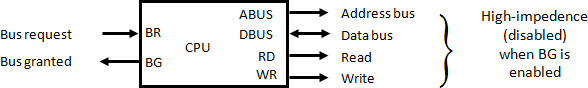 Bus request
Bus granted
BR
BG
CPU
ABUS
DBUS
RD
WR
Address bus
Data bus
Read
Write
High-impedence
(disabled)
when BG is
enabled